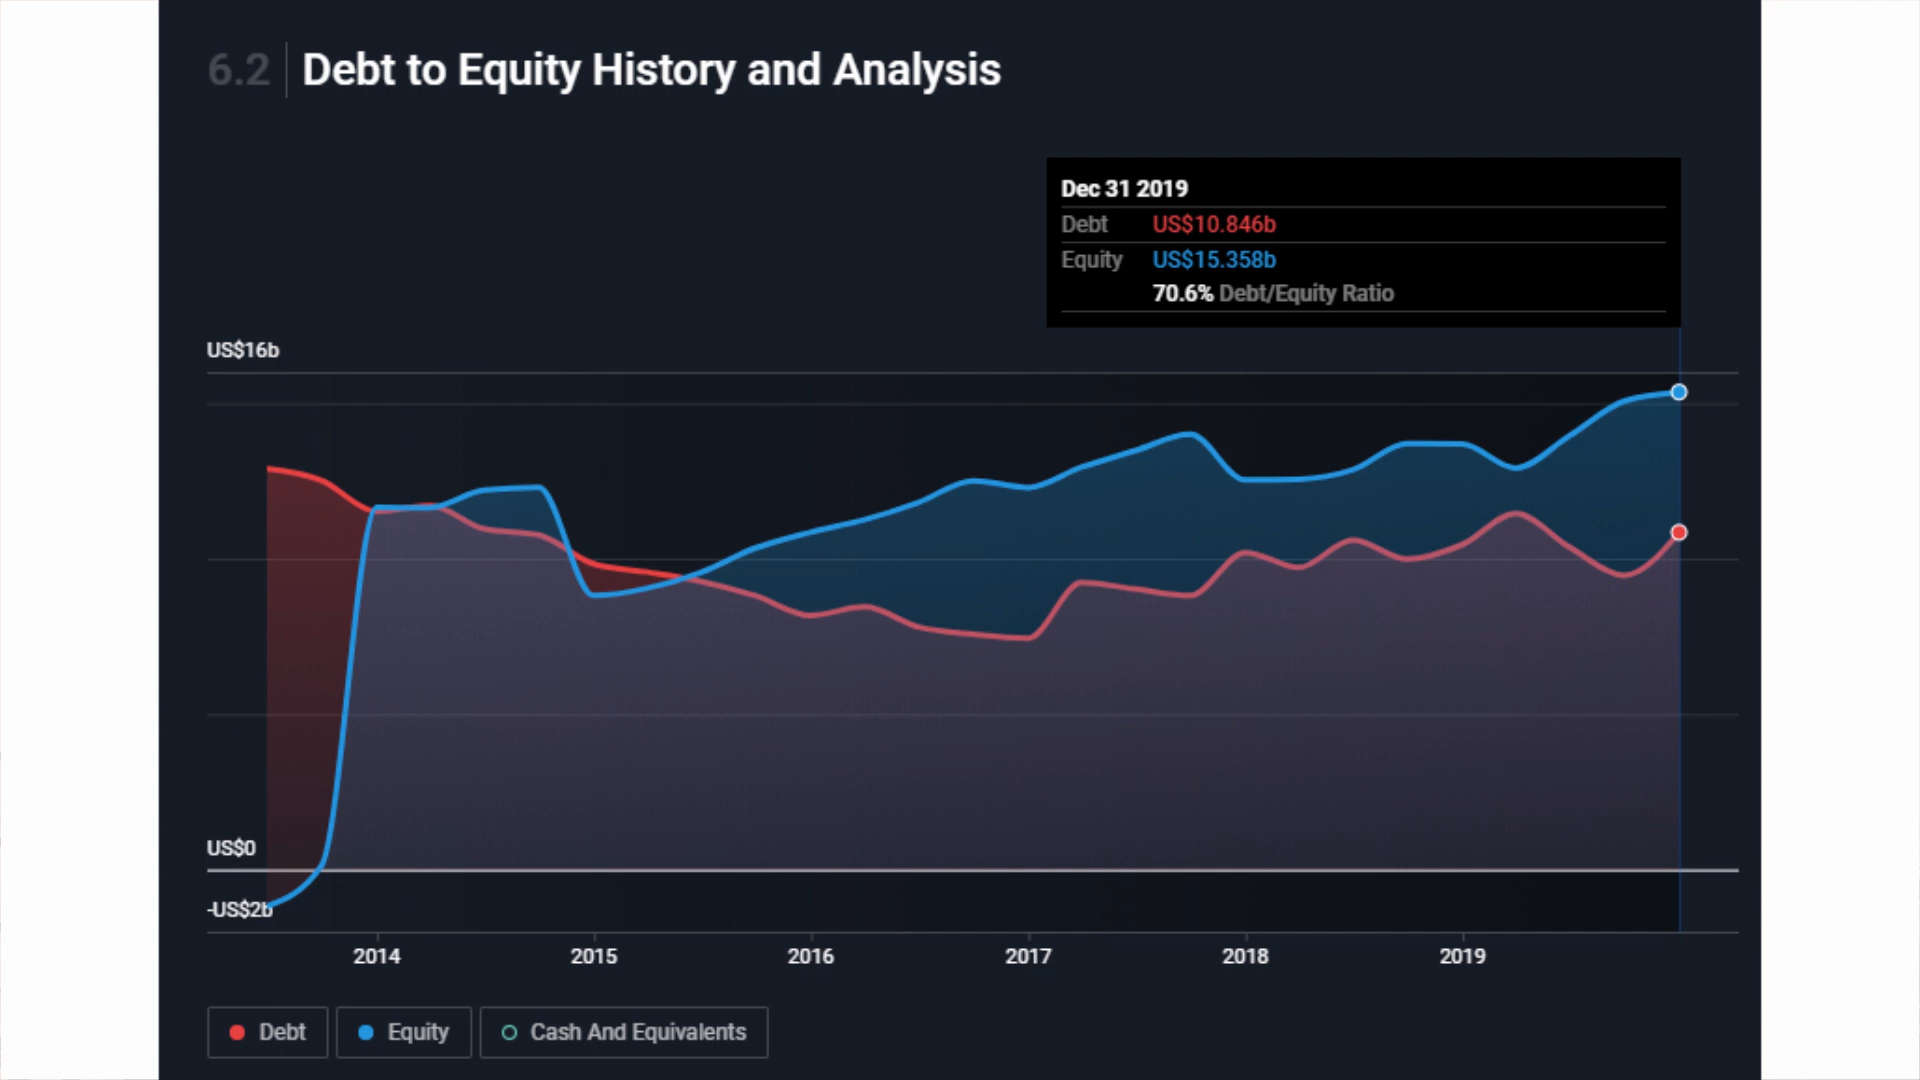 6.2 Debt to Equity History and Analysis
Dec 31 2019
Debt US$10.846b
Equity US$15.358b
70.6% Debt/Equity Ratio
US$16b
US$0
-US$2b
2014 2015 2016 2017 2018 2019
Debt Equity Cash And Equivalents